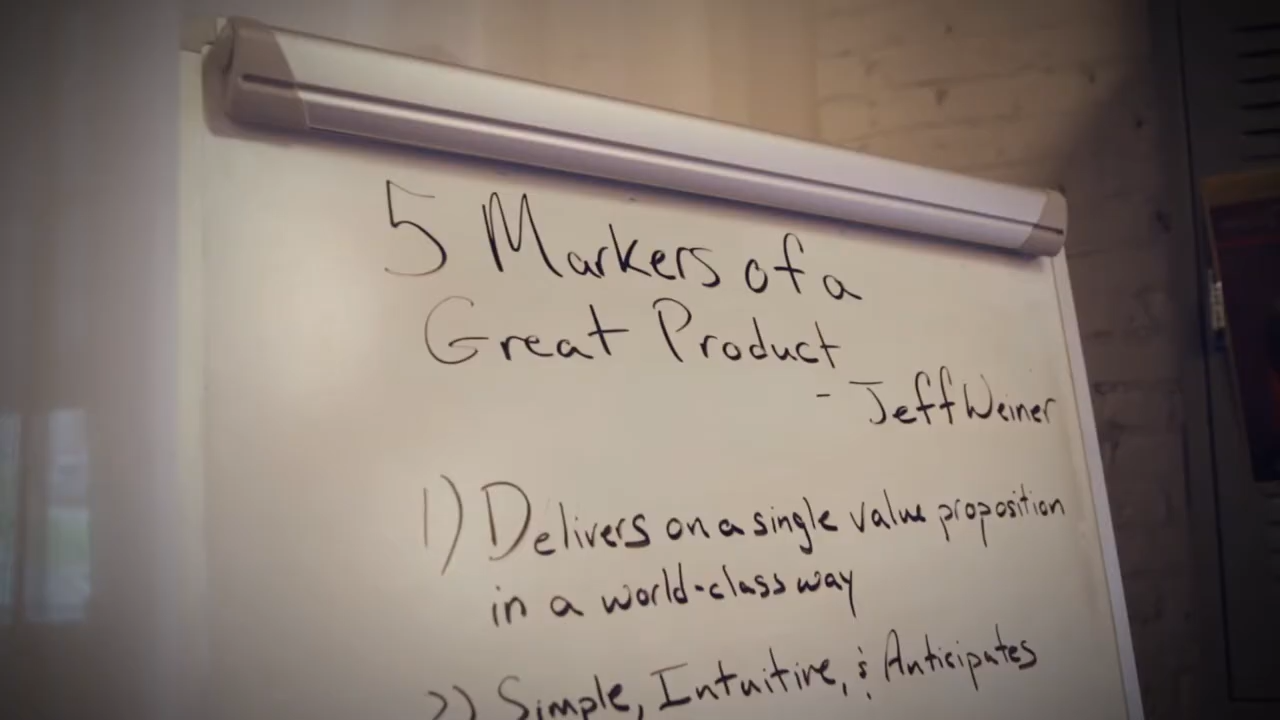 5 Markers of a
Great Product
- Jeff Weiner
1) Delivers on a single value proposition
in a world-class way
2) Simple, Intuitive, & Anticipates